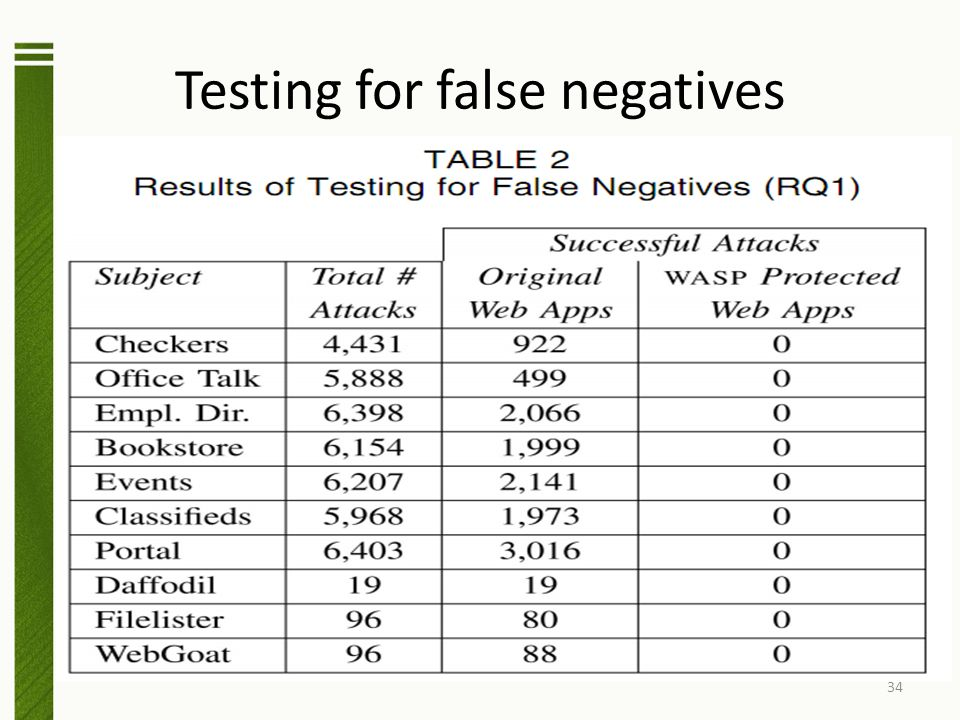 Testing for false negatives
TABLE 2
Results of Testing for False Negatives (RQ1)
Successful Attacks
Subject Total # Original WASP Protected
Attacks Web Apps Web Apps
Checkers 4,431 922 0
Office Talk 5,888 499 0
Empl. Dir. 6,398 2,066 0
Bookstore 6,154 1,999 0
Events 6,207 2,141 0
Classifieds 5,968 1,973 0
Portal 6,403 3,016 0
Daffodil 19 19 0
Filelister 96 80 0
WebGoat 96 88 0
34